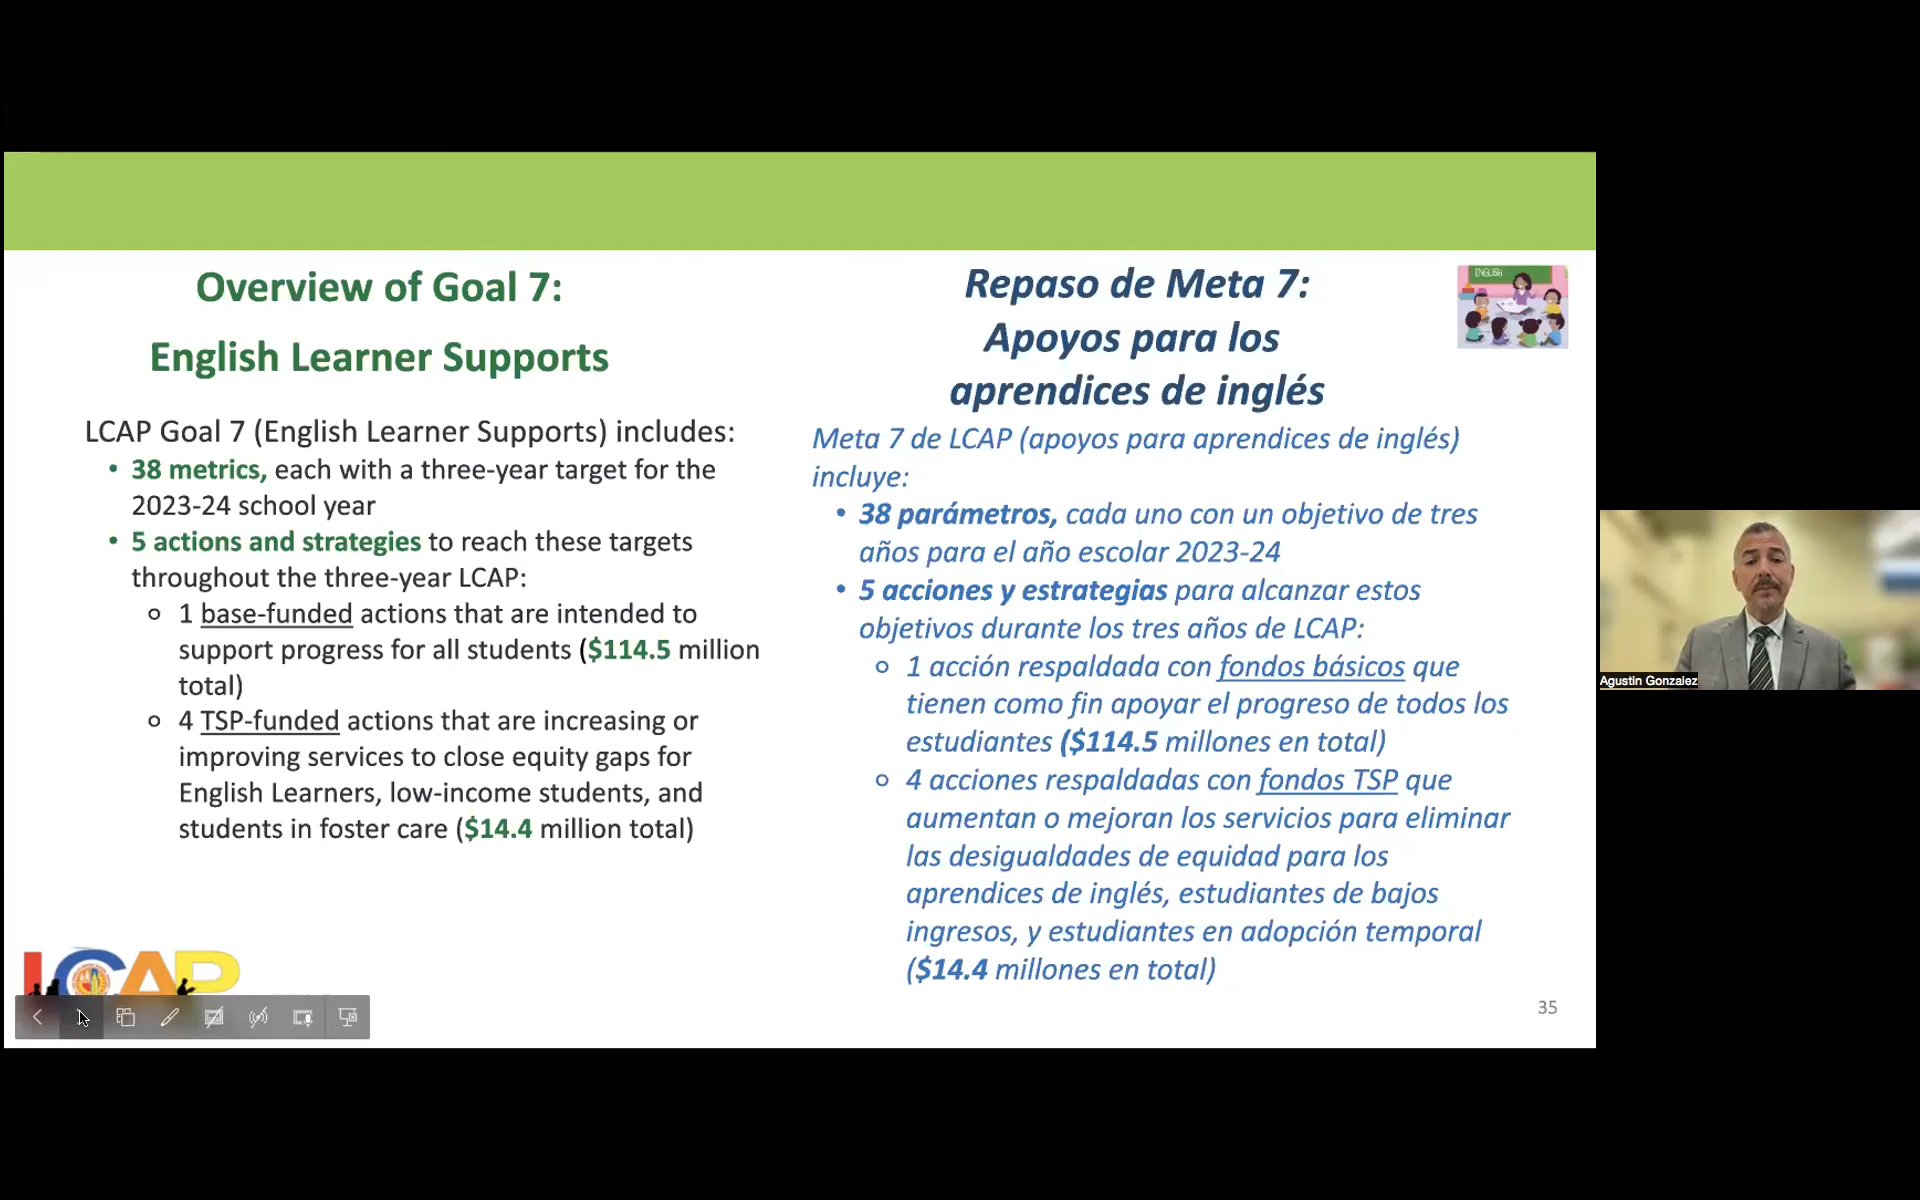 Overview of Goal 7:
English Learner Supports
LCAP Goal 7 (English Learner Supports) includes:
• 38 metrics, each with a three-year target for the
2023-24 school year
• 5 actions and strategies to reach these targets
throughout the three-year LCAP:
1 base-funded actions that are intended to
support progress for all students ($114.5 million
total)
4 TSP-funded actions that are increasing or
improving services to close equity gaps for
English Learners, low-income students, and
students in foster care ($14.4 million total)
LCAP
Repaso de Meta 7:
Apoyos para los
aprendices de inglés
ENGLISH
Meta 7 de LCAP (apoyos para aprendices de inglés)
incluye:
• 38 parámetros, cada uno con un objetivo de tres
años para el año escolar 2023-24
• 5 acciones y estrategias para alcanzar estos
objetivos durante los tres años de LCAP:
1 acción respaldada con fondos básicos que
tienen como fin apoyar el progreso de todos los
estudiantes ($114.5 millones en total)
4 acciones respaldadas con fondos TSP que
aumentan o mejoran los servicios para eliminar
las desigualdades de equidad para los
aprendices de inglés, estudiantes de bajos
ingresos, y estudiantes en adopción temporal
($14.4 millones en total)
35
Agustin Gonzalez